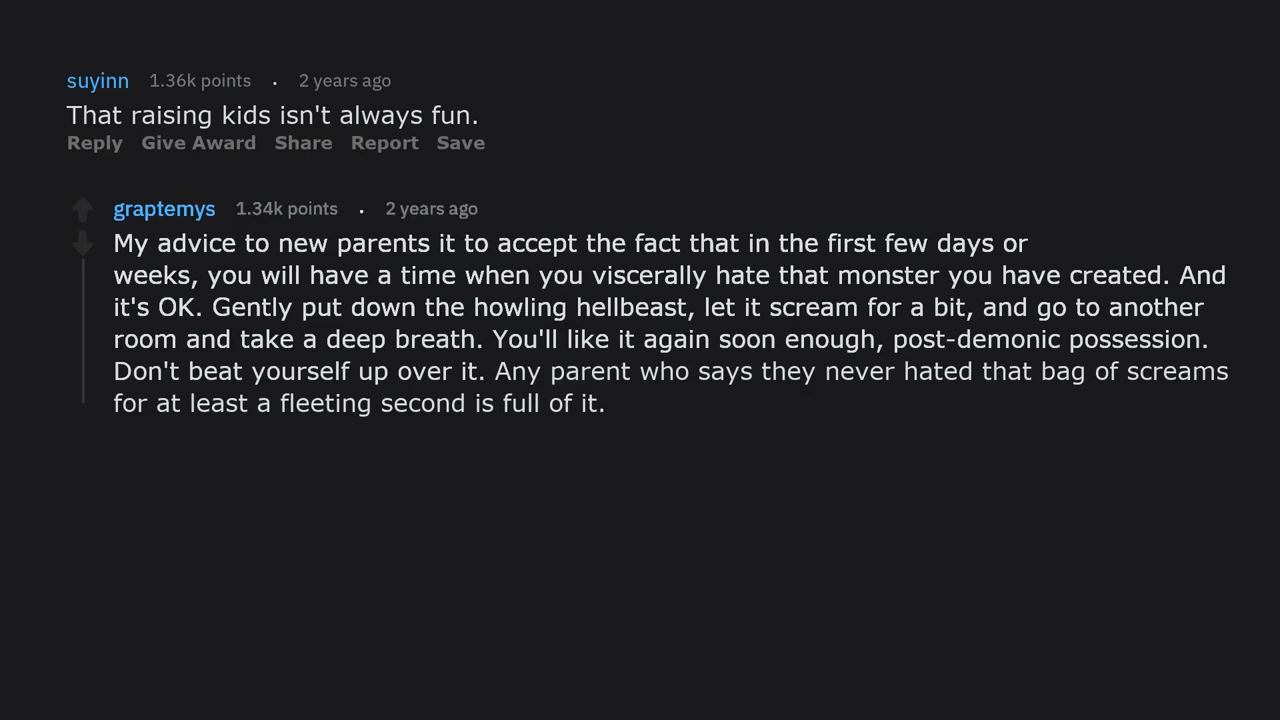 suyinn 1.36k points . 2 years ago
That raising kids isn't always fun.
Reply Give Award Share Report Save
graptemys 1.34k points . 2 years ago
My advice to new parents it to accept the fact that in the first few days or
weeks, you will have a time when you viscerally hate that monster you have created. And
it's OK. Gently put down the howling hellbeast, let it scream for a bit, and go to another
room and take a deep breath. You'll like it again soon enough, post-demonic possession.
Don't beat yourself up over it. Any parent who says they never hated that bag of screams
for at least a fleeting second is full of it.